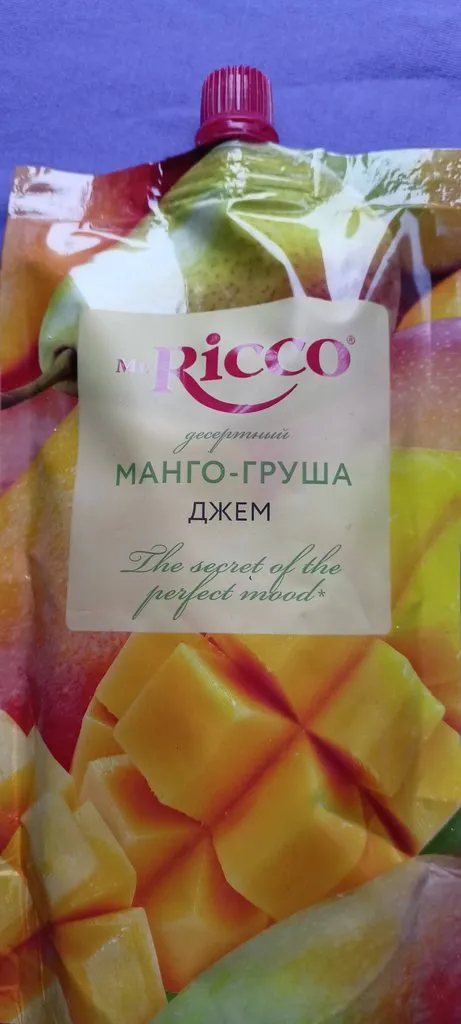 MR. RICCO®
десертный
МАНГО-ГРУША
ДЖЕМ
The secret of the
perfect mood*